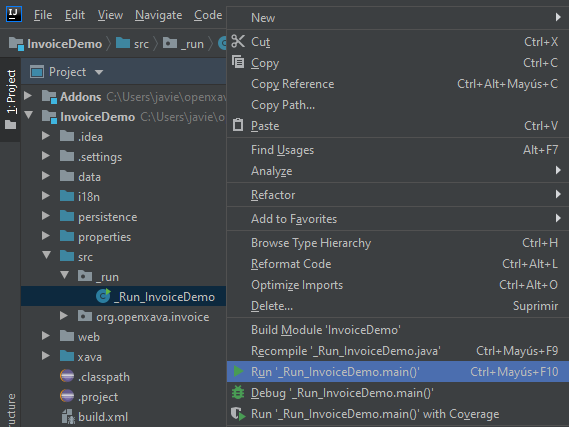 IJ File Edit View Navigate Code
InvoiceDemo src _run
1: Project
Project
Addons C:\Users\javie\openxava
InvoiceDemo C:\Users\javie\op
.idea
.settings
data
i18n
persistence
properties
src
_run
_Run_InvoiceDemo
org.openxava.invoice
web
xava
.classpath
.project
build.xml
New
Cut Ctrl+X
Copy Ctrl+C
Copy Reference Ctrl+Alt+Mayús+C
Copy Path...
Paste Ctrl+V
Find Usages Alt+F7
Analyze
Refactor
Add to Favorites
Browse Type Hierarchy Ctrl+H
Reformat Code Ctrl+Alt+L
Optimize Imports Ctrl+Alt+O
Delete... Suprimir
Build Module 'InvoiceDemo'
Recompile '_Run_InvoiceDemo.java' Ctrl+Mayús+F9
Run '_Run_InvoiceDemo.main()' Ctrl+Mayús+F10
Debug '_Run_InvoiceDemo.main()'
Run '_Run_InvoiceDemo.main()' with Coverage